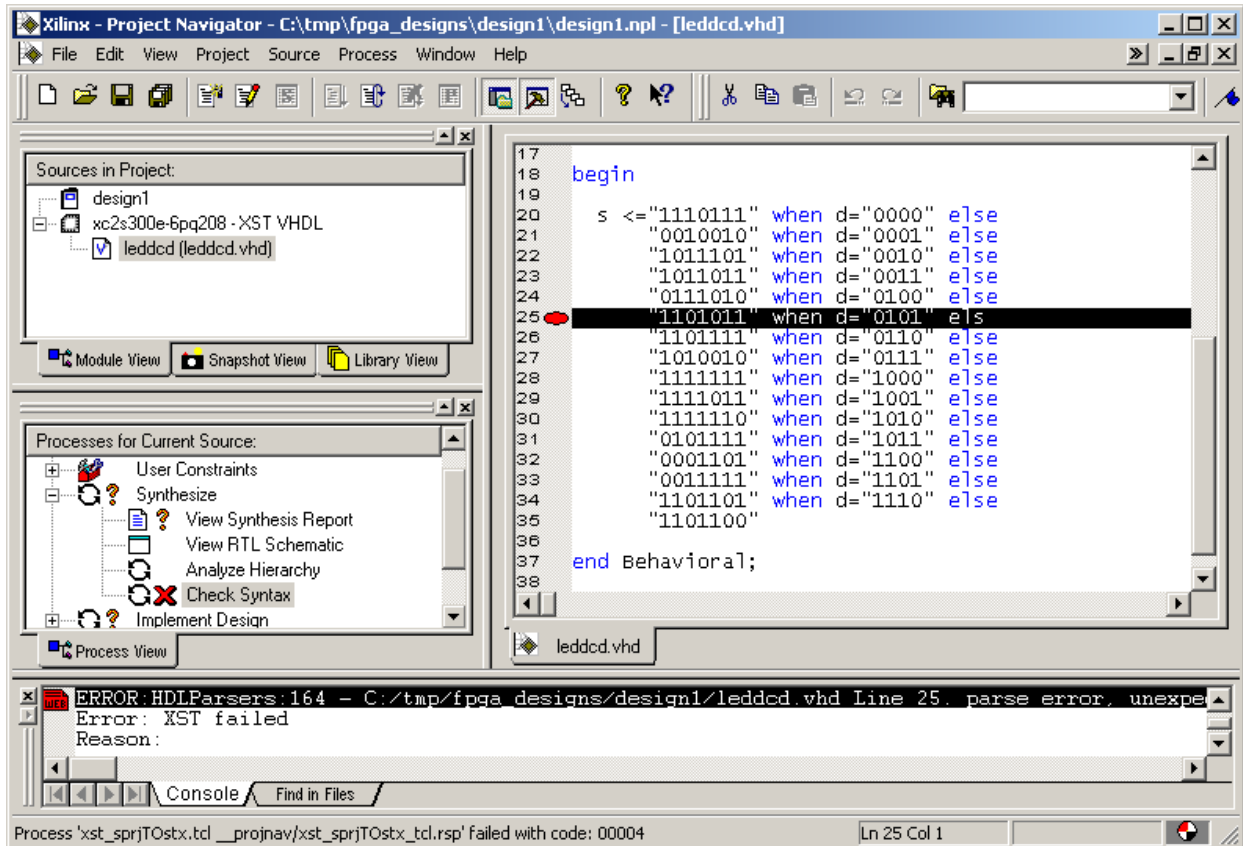 Xilinx - Project Navigator - C:\tmp\fpga_designs\design1\design1.npl - [leddcd.vhd]
File Edit View Project Source Process Window Help
Sources in Project:
design1
xc2s300e-6pq208 - XST VHDL
leddcd (leddcd.vhd)
Module View Snapshot View Library View
Processes for Current Source:
User Constraints
Synthesize
View Synthesis Report
View RTL Schematic
Analyze Hierarchy
Check Syntax
Implement Design
Process View
17
18 begin
19
20 s <="1110111" when d="0000" else
21 "0010010" when d="0001" else
22 "1011101" when d="0010" else
23 "1011011" when d="0011" else
24 "0111010" when d="0100" else
25 "1101011" when d="0101" els
26 "1101111" when d="0110" else
27 "1010010" when d="0111" else
28 "1111111" when d="1000" else
29 "1111011" when d="1001" else
30 "1111110" when d="1010" else
31 "0101111" when d="1011" else
32 "0001101" when d="1100" else
33 "0011111" when d="1101" else
34 "1101101" when d="1110" else
35 "1101100"
36
37 end Behavioral;
38
leddcd.vhd
WEB ERROR:HDLParsers:164 - C:/tmp/fpga_designs/design1/leddcd.vhd Line 25. parse error, unexpe
Error: XST failed
Reason:
Console Find in Files
Process 'xst_sprjTOstx.tcl __projnav/xst_sprjTOstx_tcl.rsp' failed with code: 00004 Ln 25 Col 1